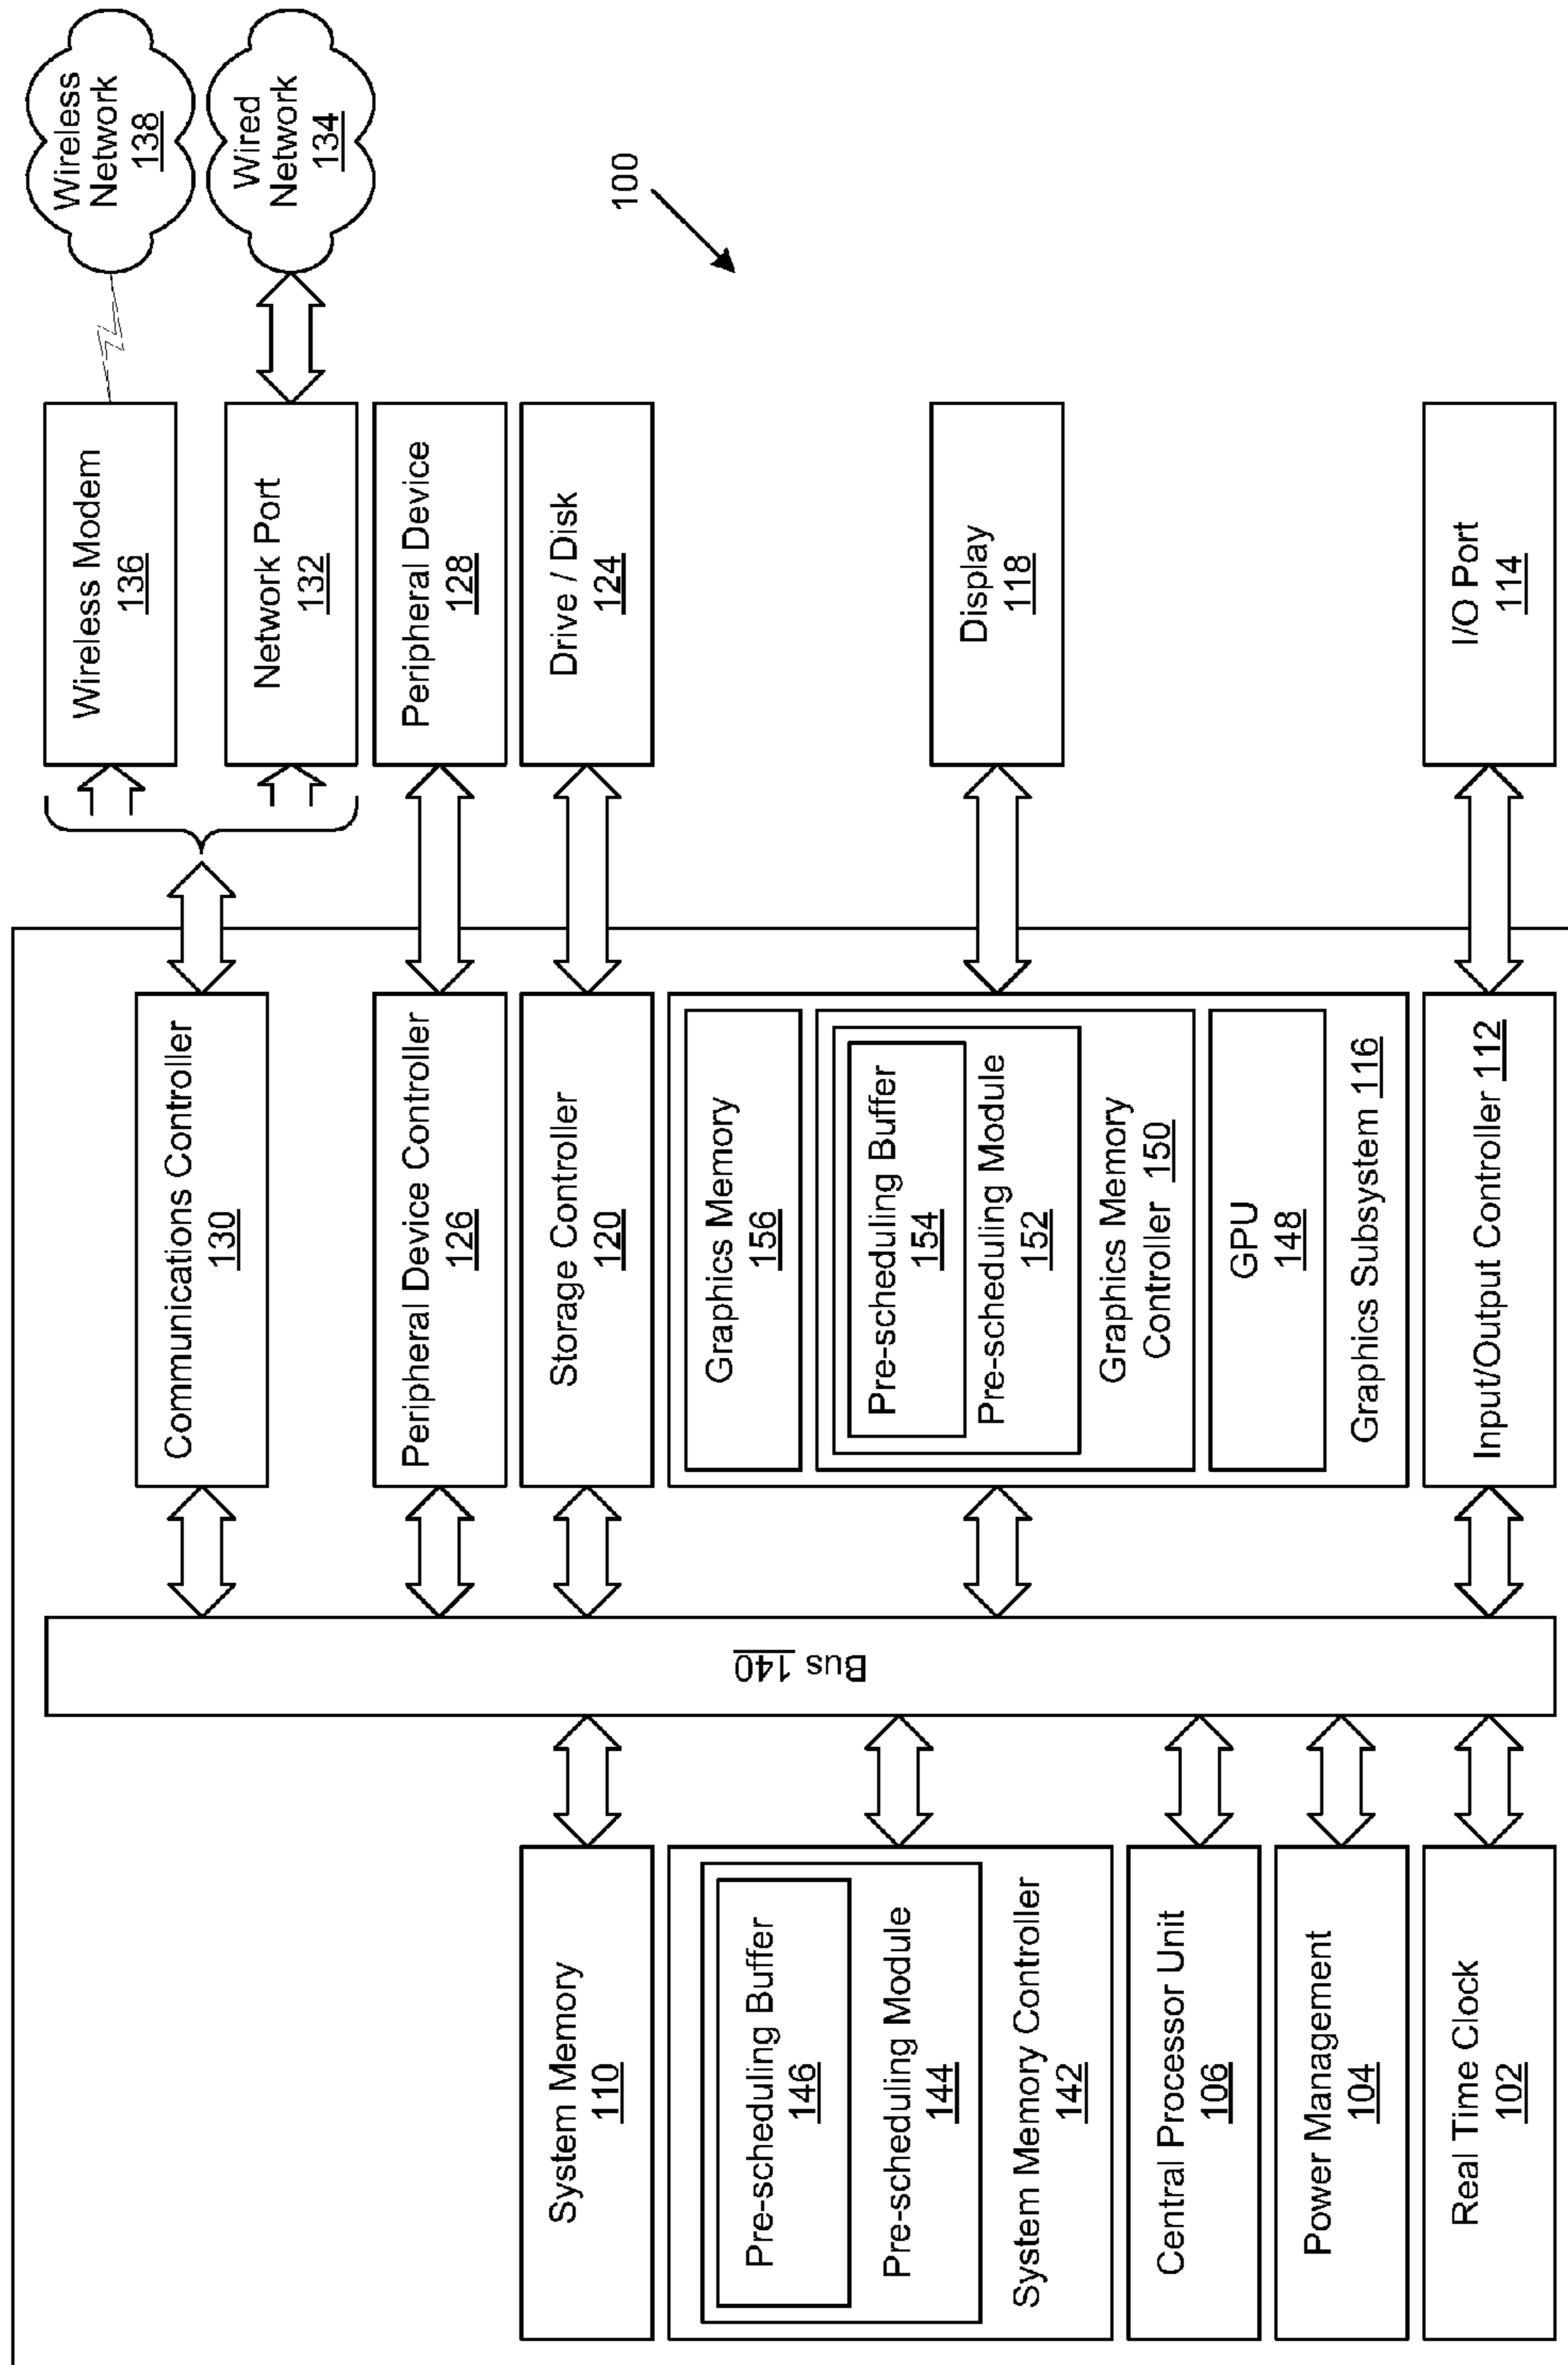 100
System Memory
110
Pre-scheduling Buffer
146
Pre-scheduling Module
144
System Memory Controller
142
Central Processor Unit
106
Power Management
104
Real Time Clock
102
Bus 140
Communications Controller
130
Peripheral Device Controller
126
Storage Controller
120
Graphics Memory
156
Pre-scheduling Buffer
154
Pre-scheduling Module
152
Graphics Memory
Controller 150
GPU
148
Graphics Subsystem 116
Input/Output Controller 112
Wireless Modem
136
Network Port
132
Peripheral Device
128
Drive / Disk
124
Display
118
I/O Port
114
Wireless
Network
138
Wired
Network
134